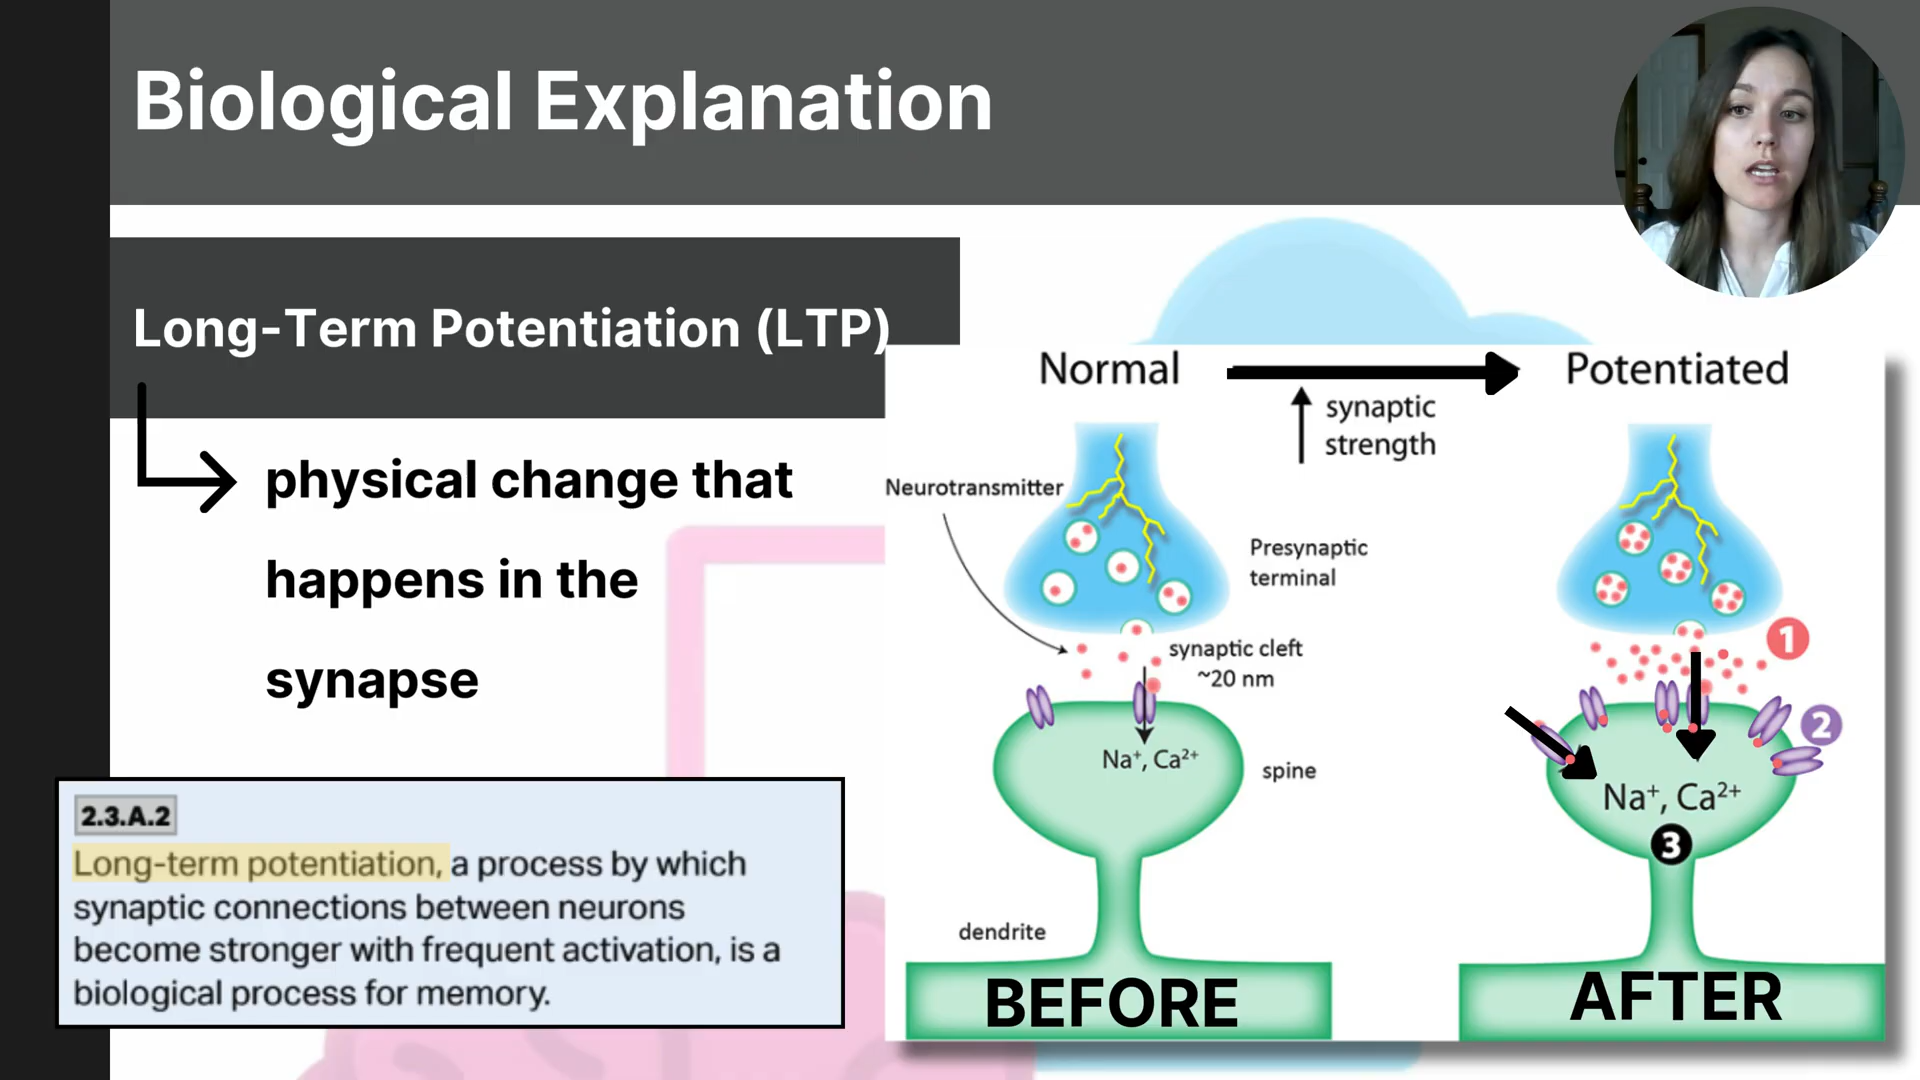 Biological Explanation
Long-Term Potentiation (LTP)
physical change that
happens in the
synapse
2.3.A.2
Long-term potentiation, a process by which
synaptic connections between neurons
become stronger with frequent activation, is a
biological process for memory.
Normal
Potentiated
synaptic
strength
Neurotransmitter
Presynaptic
terminal
synaptic cleft
~20 nm
Na⁺, Ca²⁺
spine
dendrite
BEFORE
1
2
Na⁺, Ca²⁺
3
AFTER